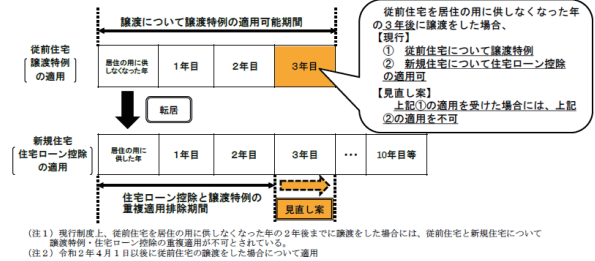 譲渡について譲渡特例の適用可能期間
従前住宅
譲渡特例
の適用
居住の用に供
しなくなった年
1年目
2年目
3年目
転居
新規住宅
住宅ローン控除
の適用
居住の用に
供した年
1年目
2年目
3年目
・・・
10年目等
住宅ローン控除と譲渡特例の
重複適用排除期間
見直し案
従前住宅を居住の用に供しなくなった年
の3年後に譲渡をした場合、
【現行】
① 従前住宅について譲渡特例
② 新規住宅について住宅ローン控除
の適用可
【見直し案】
上記①の適用を受けた場合には、上記
②の適用を不可
(注1)現行制度上、従前住宅を居住の用に供しなくなった年の2年後までに譲渡をした場合には、従前住宅と新規住宅について
譲渡特例・住宅ローン控除の重複適用が不可とされている。
(注2)令和2年4月1日以後に従前住宅の譲渡をした場合について適用